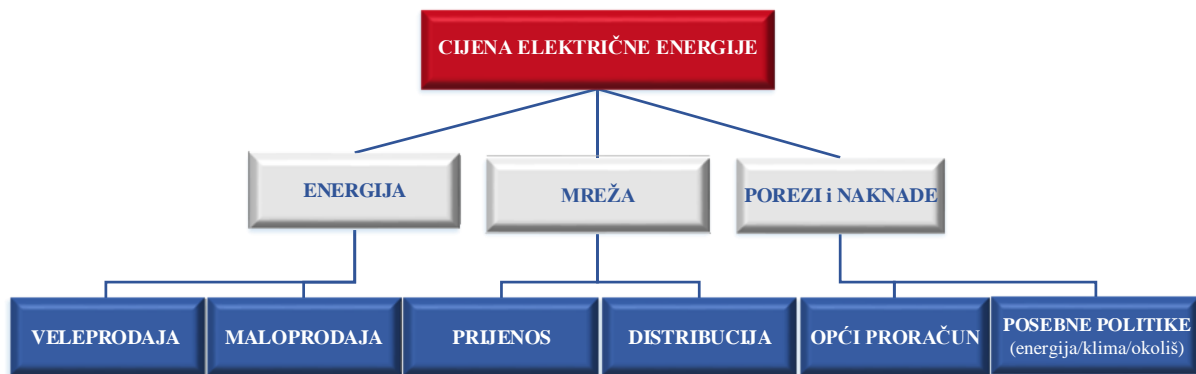 CIJENA ELEKTRIČNE ENERGIJE
ENERGIJA
MREŽA
POREZI i NAKNADE
VELEPRODAJA
MALOPRODAJA
PRIJENOS
DISTRIBUCIJA
OPĆI PRORAČUN
POSEBNE POLITIKE
(energija/klima/okoliš)